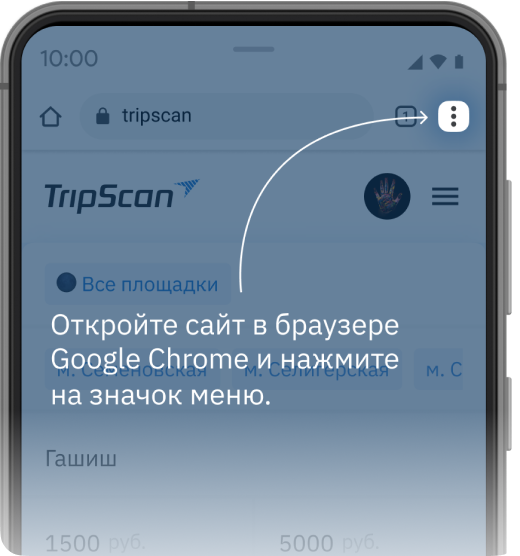 10:00
tripscan
1
TripScan
Все площадки
Откройте сайт в браузере
Google Chrome и нажмите
на значок меню.
м. Семеновская м. Селигерская м. С
Гашиш
1500 руб. 5000 руб.